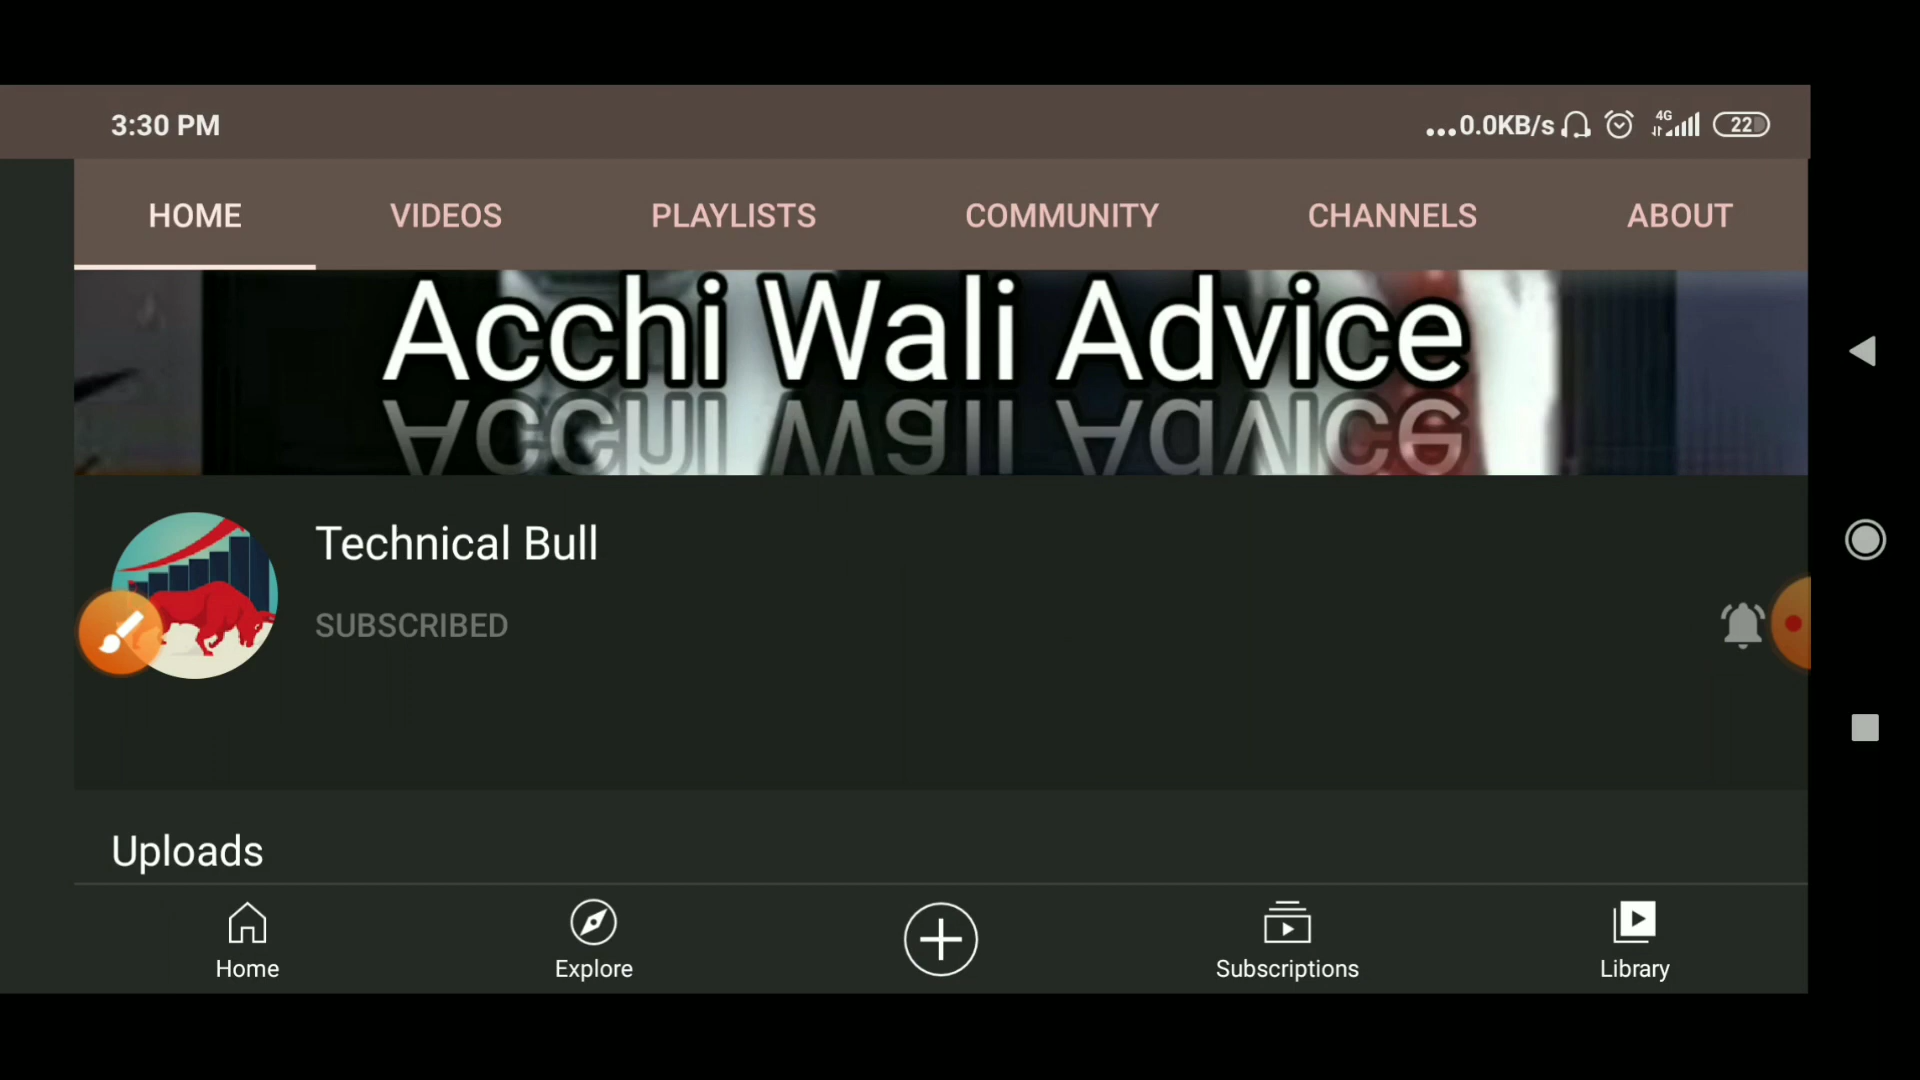 3:30 PM
...0.0KB/s 4G 22
HOME VIDEOS PLAYLISTS COMMUNITY CHANNELS ABOUT
Acchi Wali Advice
Technical Bull
SUBSCRIBED
Uploads
Home Explore Subscriptions Library